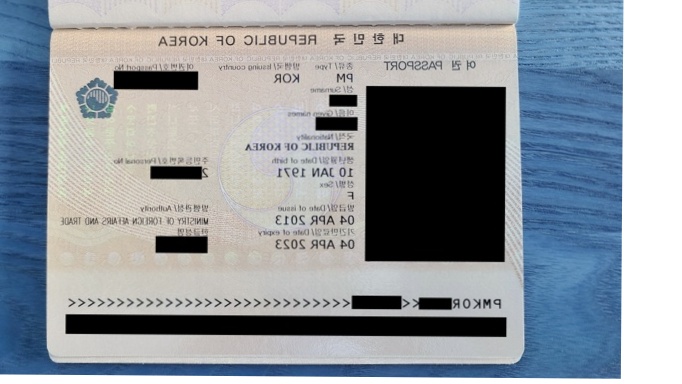 대한민국 REPUBLIC OF KOREA
여권 PASSPORT
종류/Type 발행국/Issuing country 여권번호/Passport No
PM KOR
성/Surname
이름/Given names
국적/Nationality
REPUBLIC OF KOREA
생년월일/Date of birth 주민등록번호/Personal No
10 JAN 1971 2
성별/Sex
F
발급일/Date of issue 발행관청/Authority
04 APR 2013 MINISTRY OF FOREIGN AFFAIRS AND TRADE
기간만료일/Date of expiry 한글성명
04 APR 2023
PMKOR <<<<<<<<<<<<<<<<<<<<<<<